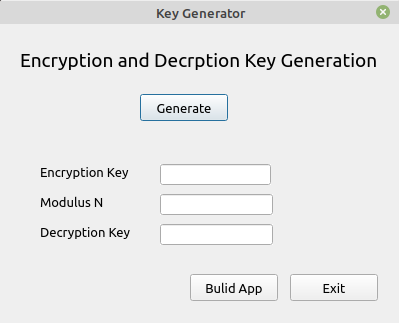 Key Generator
Encryption and Decrption Key Generation
Generate
Encryption Key
Modulus N
Decryption Key
Bulid App
Exit